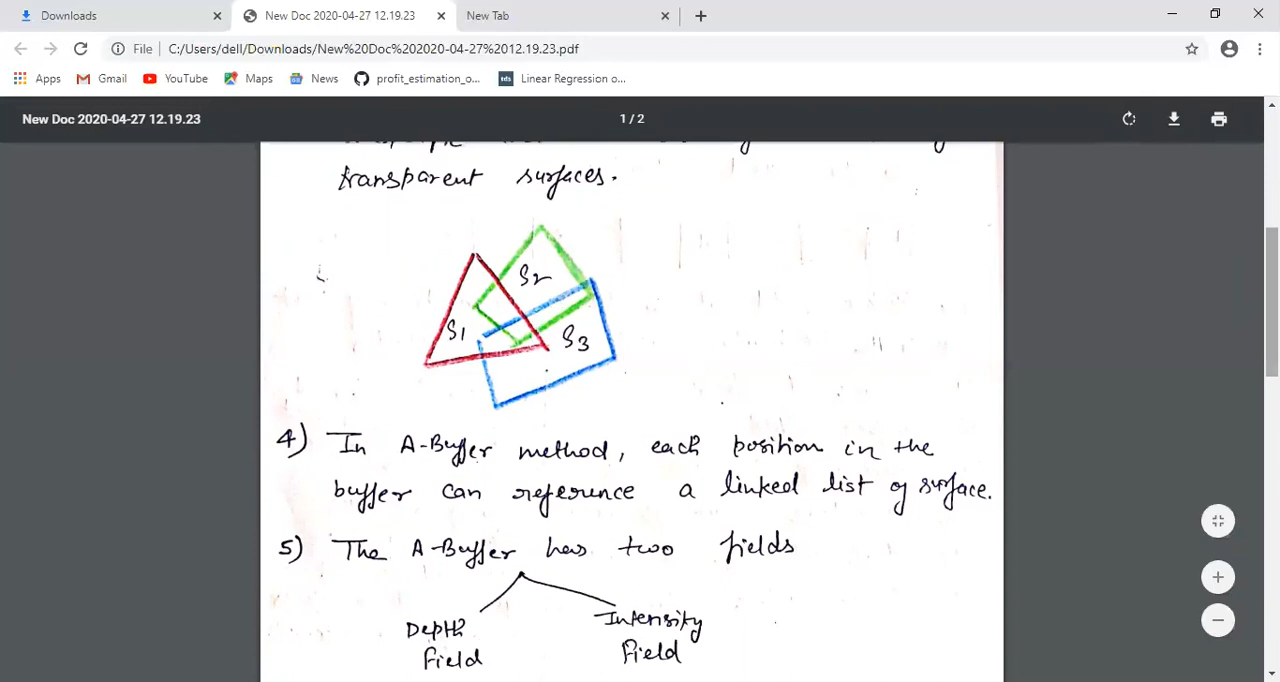 Downloads
New Doc 2020-04-27 12.19.23
New Tab
File
C:/Users/dell/Downloads/New%20Doc%202020-04-27%2012.19.23.pdf
Apps
Gmail
YouTube
Maps
News
profit_estimation_o...
tds
Linear Regression o...
New Doc 2020-04-27 12.19.23
1 / 2
transparent surfaces.
S2
S1
S3
4) In A-Buffer method, each position in the
buffer can reference a linked list of surface.
5) The A-Buffer has two fields
Depth
Field
Intensity
Field